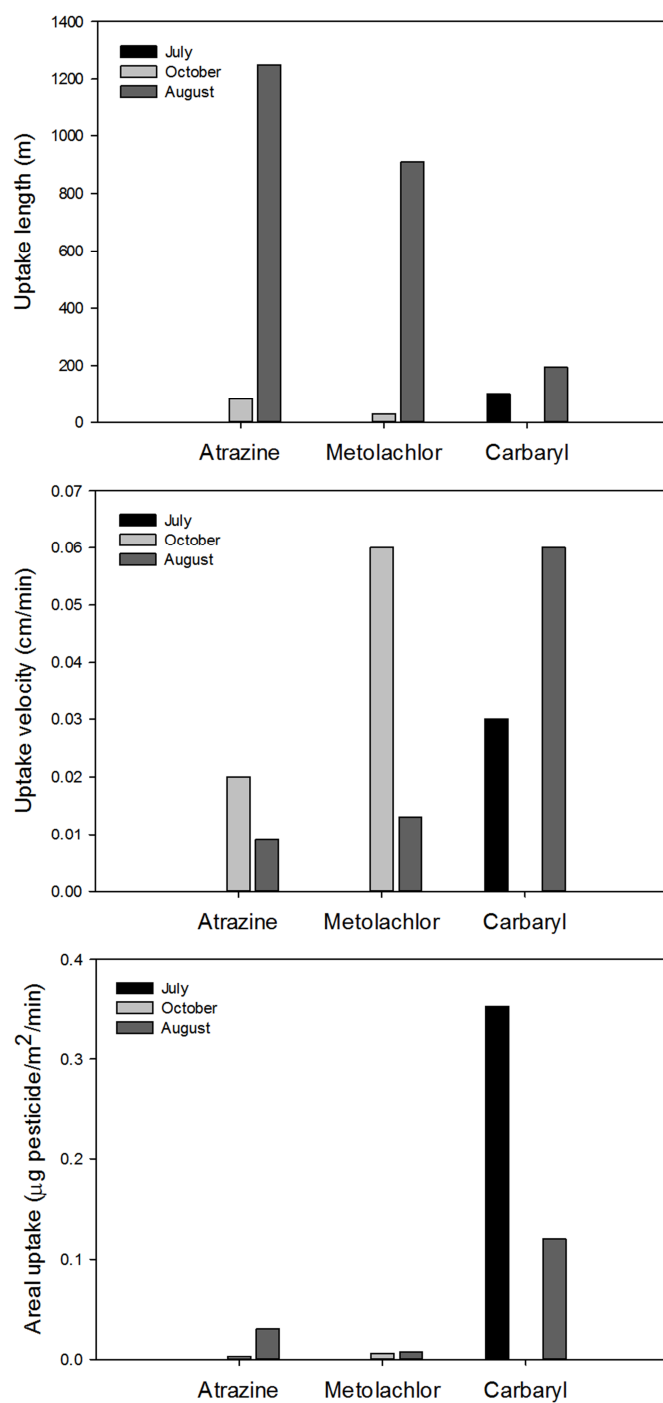 1400
1200
1000
800
600
400
200
0
Uptake length (m)
July
October
August
Atrazine Metolachlor Carbaryl
0.07
0.06
0.05
0.04
0.03
0.02
0.01
0.00
Uptake velocity (cm/min)
July
October
August
Atrazine Metolachlor Carbaryl
0.4
0.3
0.2
0.1
0.0
Areal uptake (μg pesticide/m²/min)
July
October
August
Atrazine Metolachlor Carbaryl